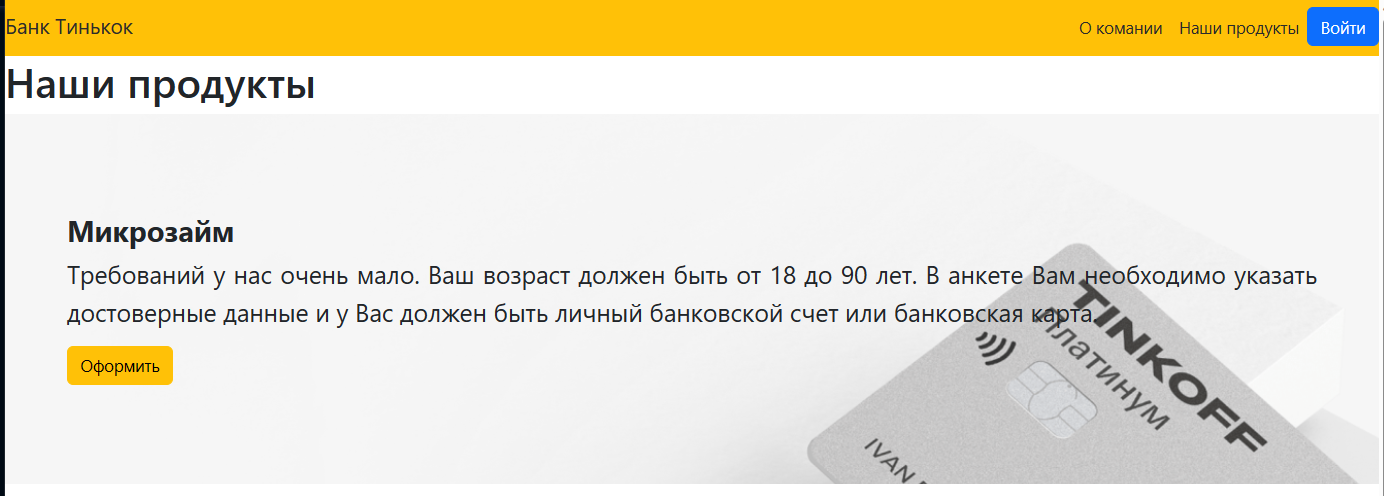 Банк Тинькок
О комании
Наши продукты
Войти
Наши продукты
Микрозайм
Требований у нас очень мало. Ваш возраст должен быть от 18 до 90 лет. В анкете Вам необходимо указать
достоверные данные и у Вас должен быть личный банковской счет или банковская карта.
Оформить
TINKOFF
Платинум
IVAN